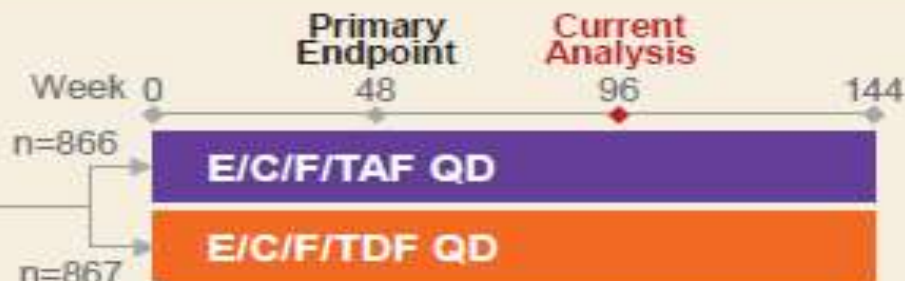 Primary Current
Endpoint Analysis
Week 0 48 96 144
n=866
E/C/F/TAF QD
E/C/F/TDF QD
n=867